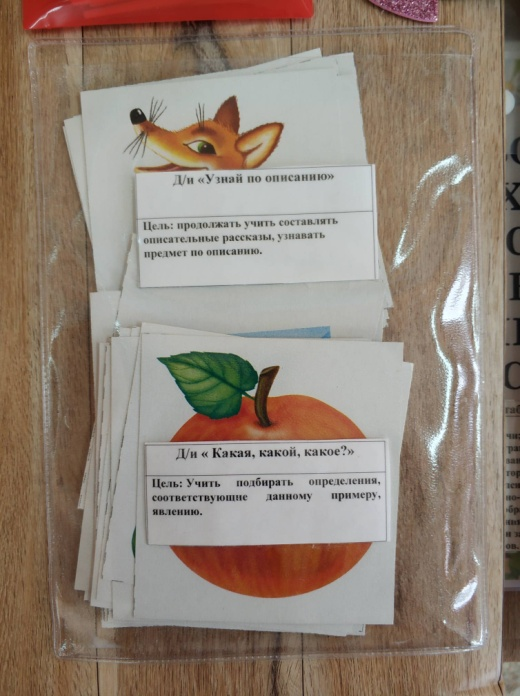 Д/и «Узнай по описанию»
Цель: продолжать учить составлять
описательные рассказы, узнавать
предмет по описанию.
Д/и « Какая, какой, какое?»
Цель: Учить подбирать определения,
соответствующие данному примеру,
явлению.